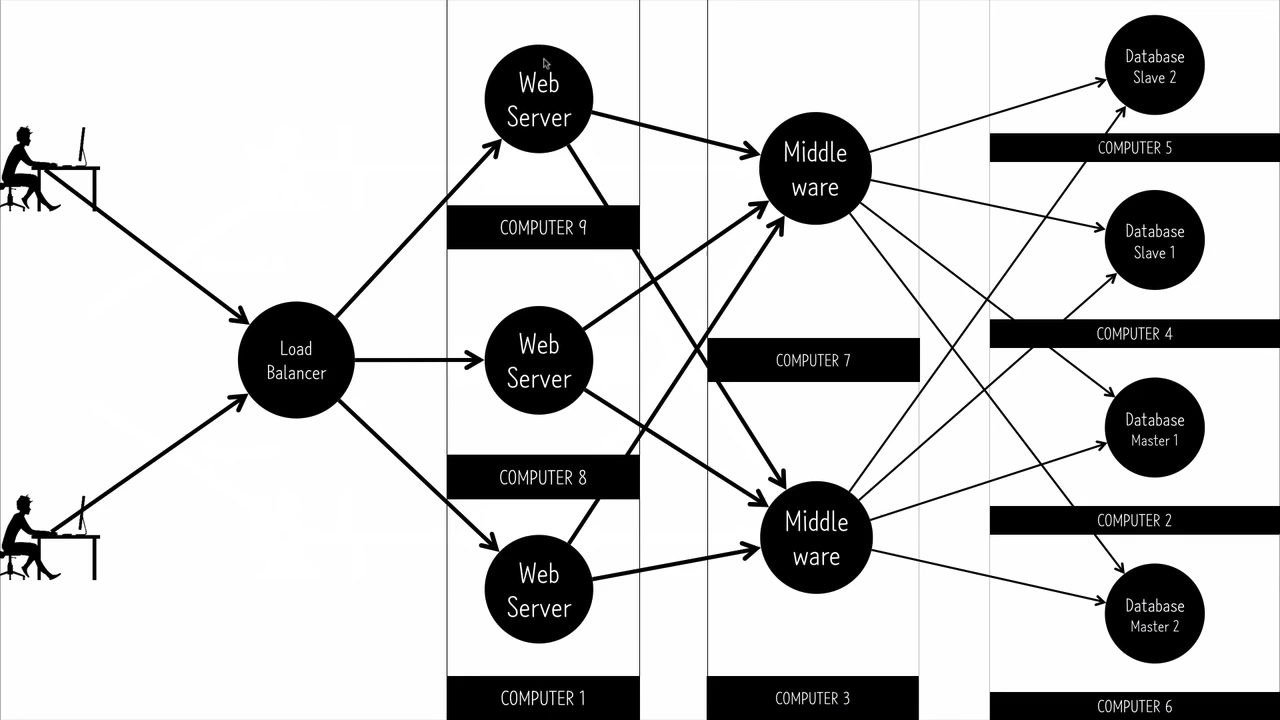 Load
Balancer
Web
Server
COMPUTER 9
Web
Server
COMPUTER 8
Web
Server
COMPUTER 1
Middle
ware
COMPUTER 7
Middle
ware
COMPUTER 3
Database
Slave 2
COMPUTER 5
Database
Slave 1
COMPUTER 4
Database
Master 1
COMPUTER 2
Database
Master 2
COMPUTER 6